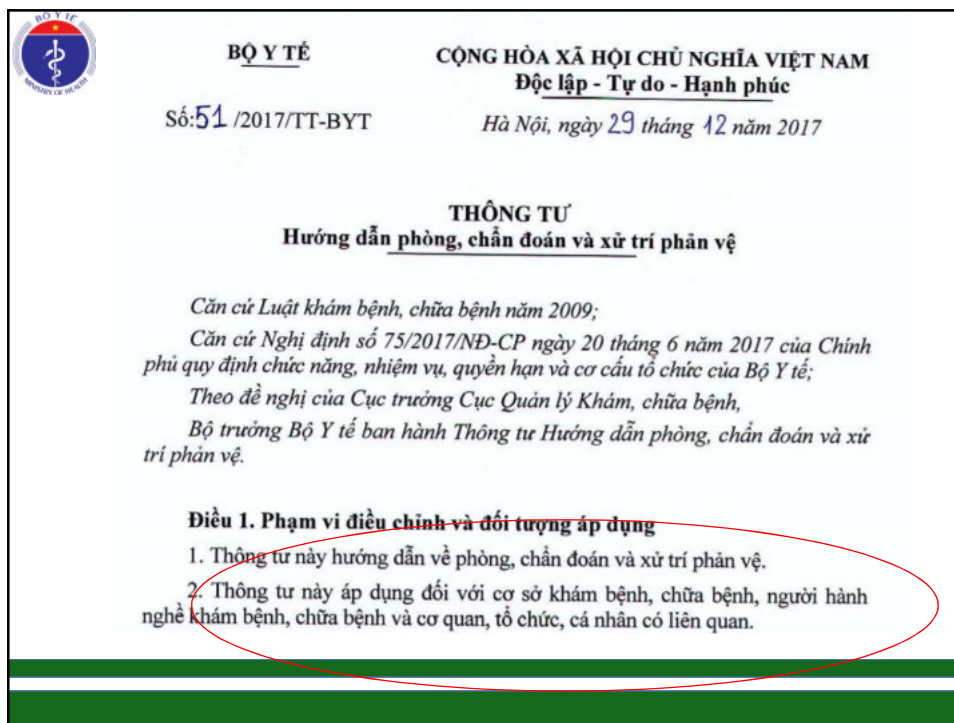 BỘ Y TẾ
MINISTRY OF HEALTH
BỘ Y TẾ
CỘNG HÒA XÃ HỘI CHỦ NGHĨA VIỆT NAM
Độc lập - Tự do - Hạnh phúc
Số:51 /2017/TT-BYT
Hà Nội, ngày 29 tháng 12 năm 2017
THÔNG TƯ
Hướng dẫn phòng, chẩn đoán và xử trí phản vệ
Căn cứ Luật khám bệnh, chữa bệnh năm 2009;
Căn cứ Nghị định số 75/2017/NĐ-CP ngày 20 tháng 6 năm 2017 của Chính
phủ quy định chức năng, nhiệm vụ, quyền hạn và cơ cấu tổ chức của Bộ Y tế;
Theo đề nghị của Cục trưởng Cục Quản lý Khám, chữa bệnh,
Bộ trưởng Bộ Y tế ban hành Thông tư Hướng dẫn phòng, chẩn đoán và xử
trí phản vệ.
Điều 1. Phạm vi điều chỉnh và đối tượng áp dụng
1. Thông tư này hướng dẫn về phòng, chẩn đoán và xử trí phản vệ.
2. Thông tư này áp dụng đối với cơ sở khám bệnh, chữa bệnh, người hành
nghề khám bệnh, chữa bệnh và cơ quan, tổ chức, cá nhân có liên quan.